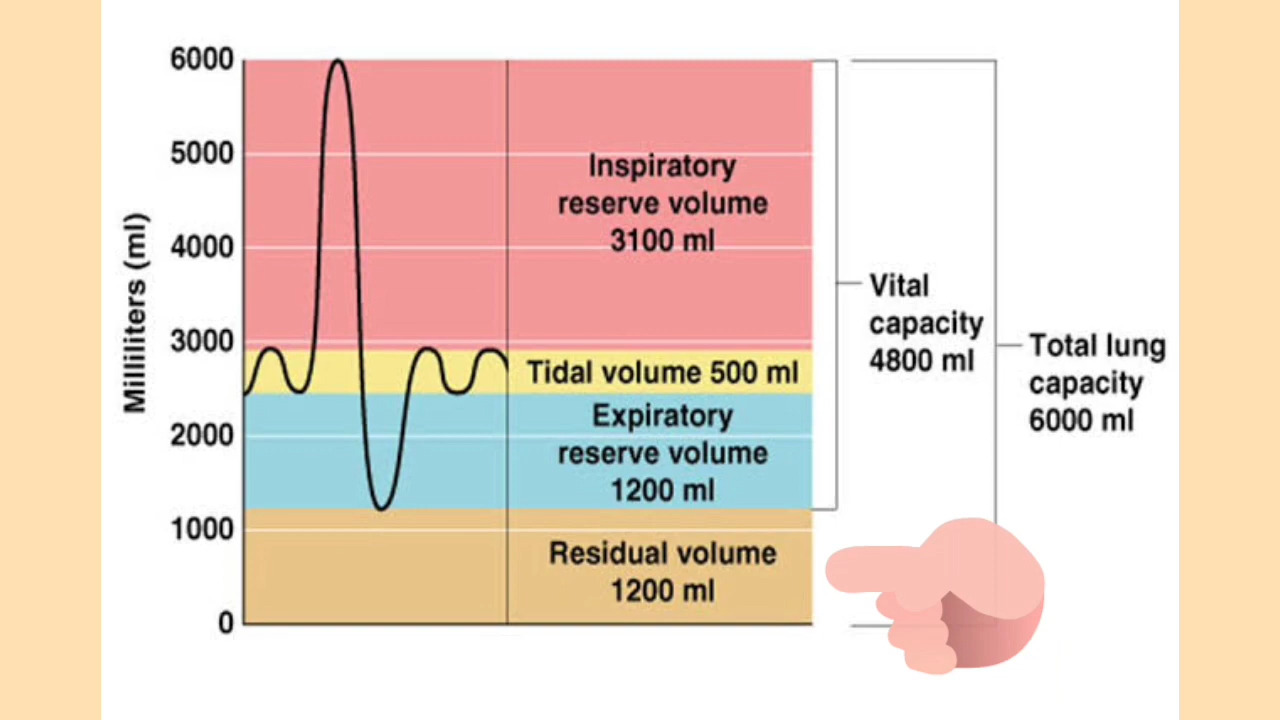 6000
5000
4000
3000
2000
1000
0
Milliliters (ml)
Inspiratory
reserve volume
3100 ml
Tidal volume 500 ml
Expiratory
reserve volume
1200 ml
Residual volume
1200 ml
Vital
capacity
4800 ml
Total lung
capacity
6000 ml